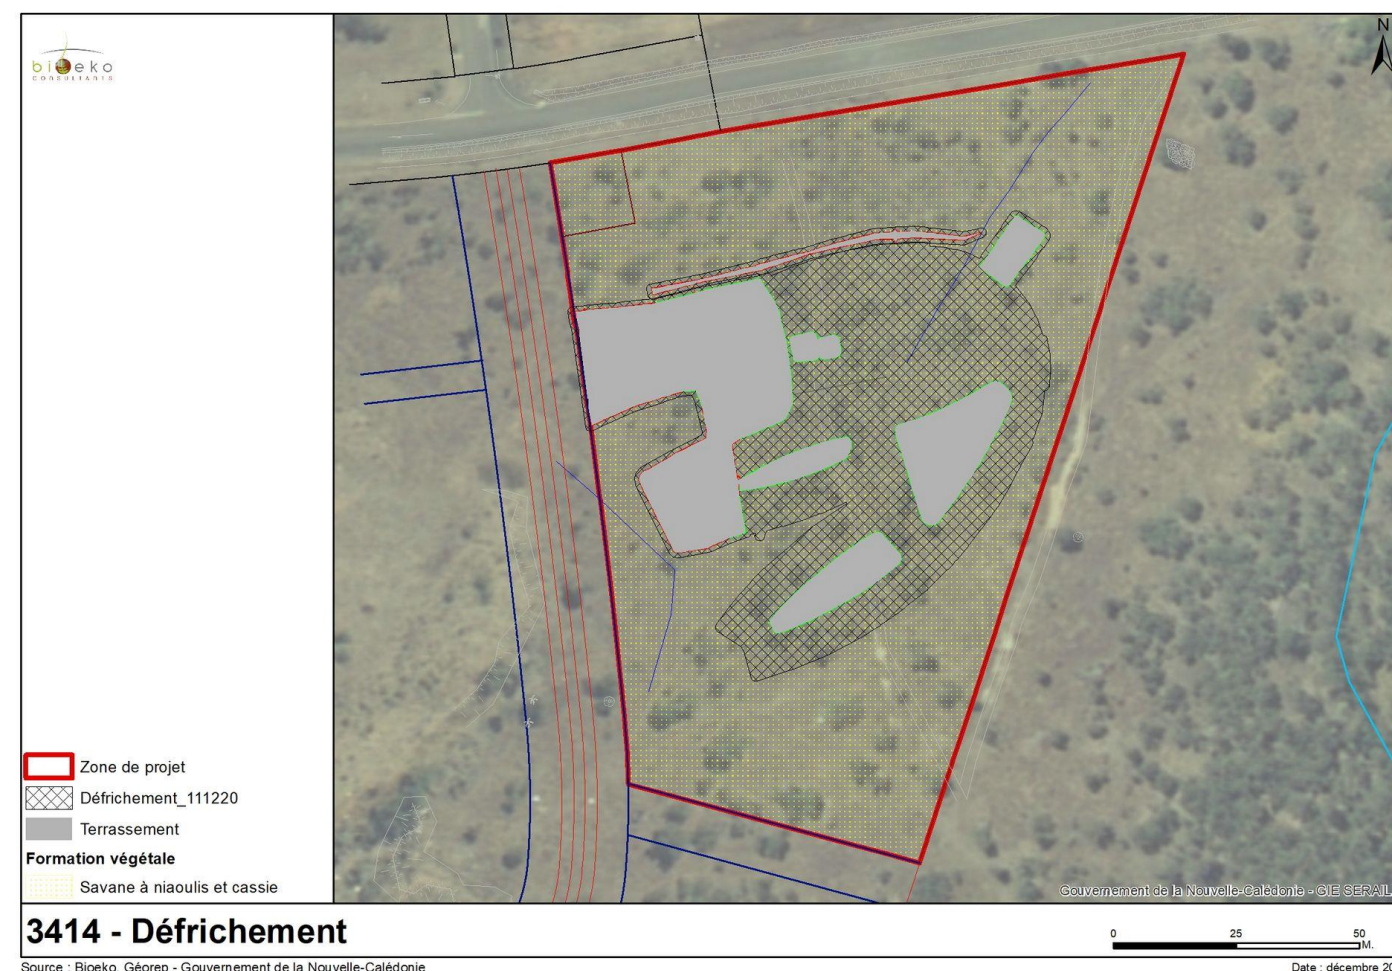 bioeko
CONSULTANTS
N
Zone de projet
Défrichement_111220
Terrassement
Formation végétale
Savane à niaoulis et cassie
Gouvernement de la Nouvelle-Calédonie - GIE SERAIL
3414 - Défrichement
0 25 50
M.
Source : Bioeko, Géorep - Gouvernement de la Nouvelle-Calédonie
Date : décembre 20